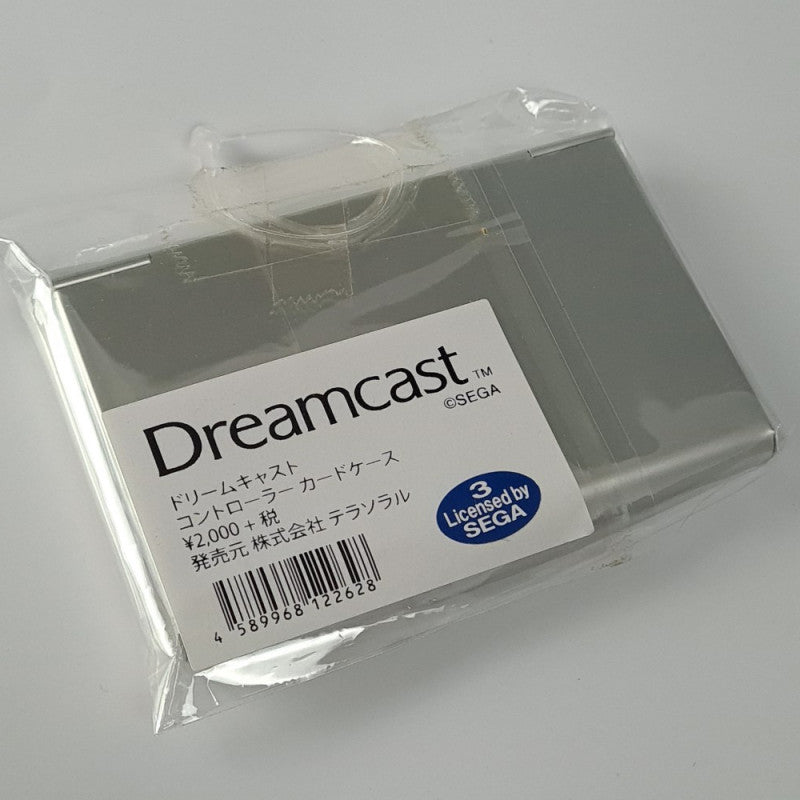 Dreamcast™
©SEGA
ドリームキャスト
コントローラー カードケース
¥2,000 + 税
発売元 株式会社 テラソラル
3
Licensed by
SEGA
4 589968 122628